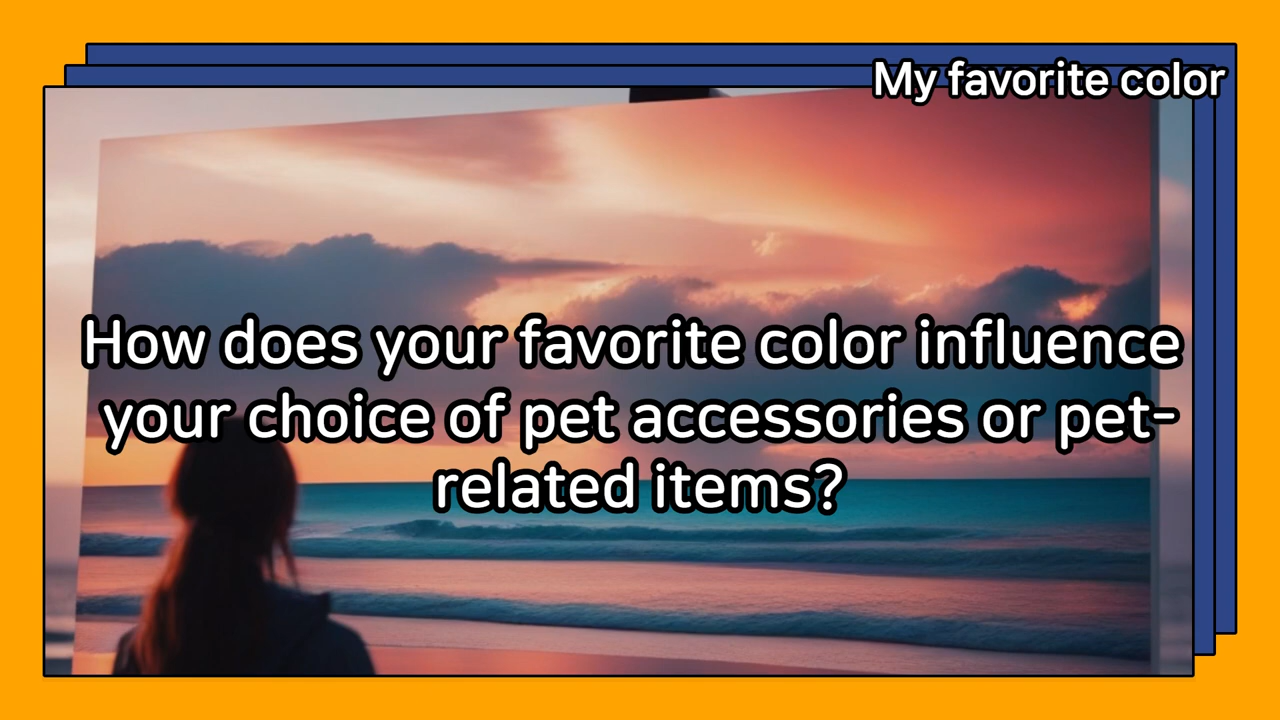 My favorite color
How does your favorite color influence
your choice of pet accessories or pet-
related items?